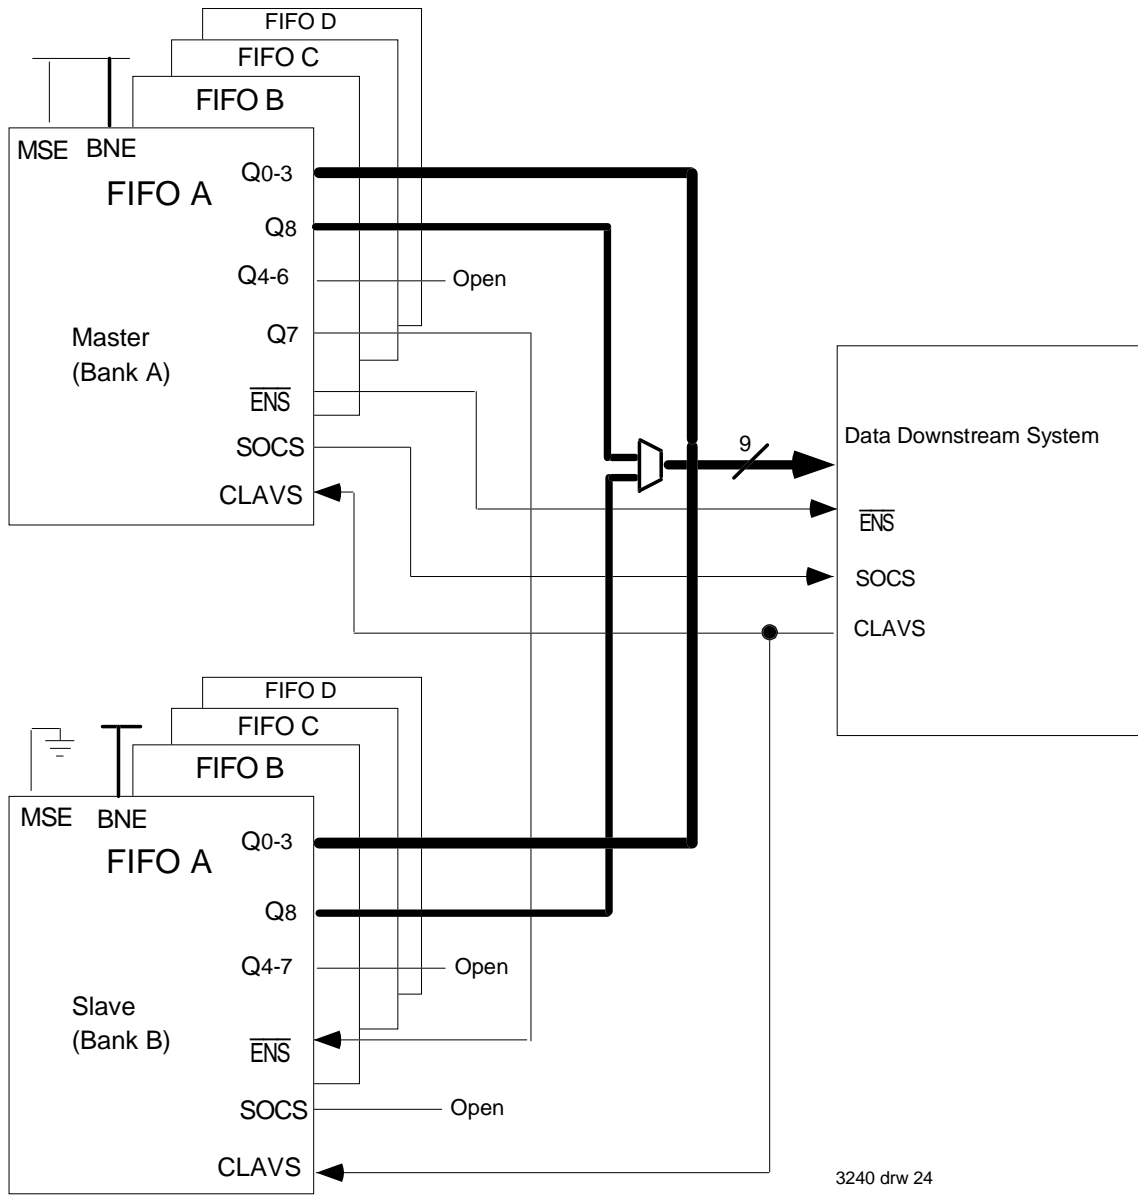 FIFO D
FIFO C
FIFO B
MSE BNE
FIFO A
Q0-3
Q8
Q4-6
Open
Master
(Bank A)
Q7
ENS
SOCS
CLAVS
9
Data Downstream System
ENS
SOCS
CLAVS
FIFO D
FIFO C
FIFO B
MSE BNE
FIFO A
Q0-3
Q8
Q4-7
Open
Slave
(Bank B)
ENS
SOCS
Open
CLAVS
3240 drw 24